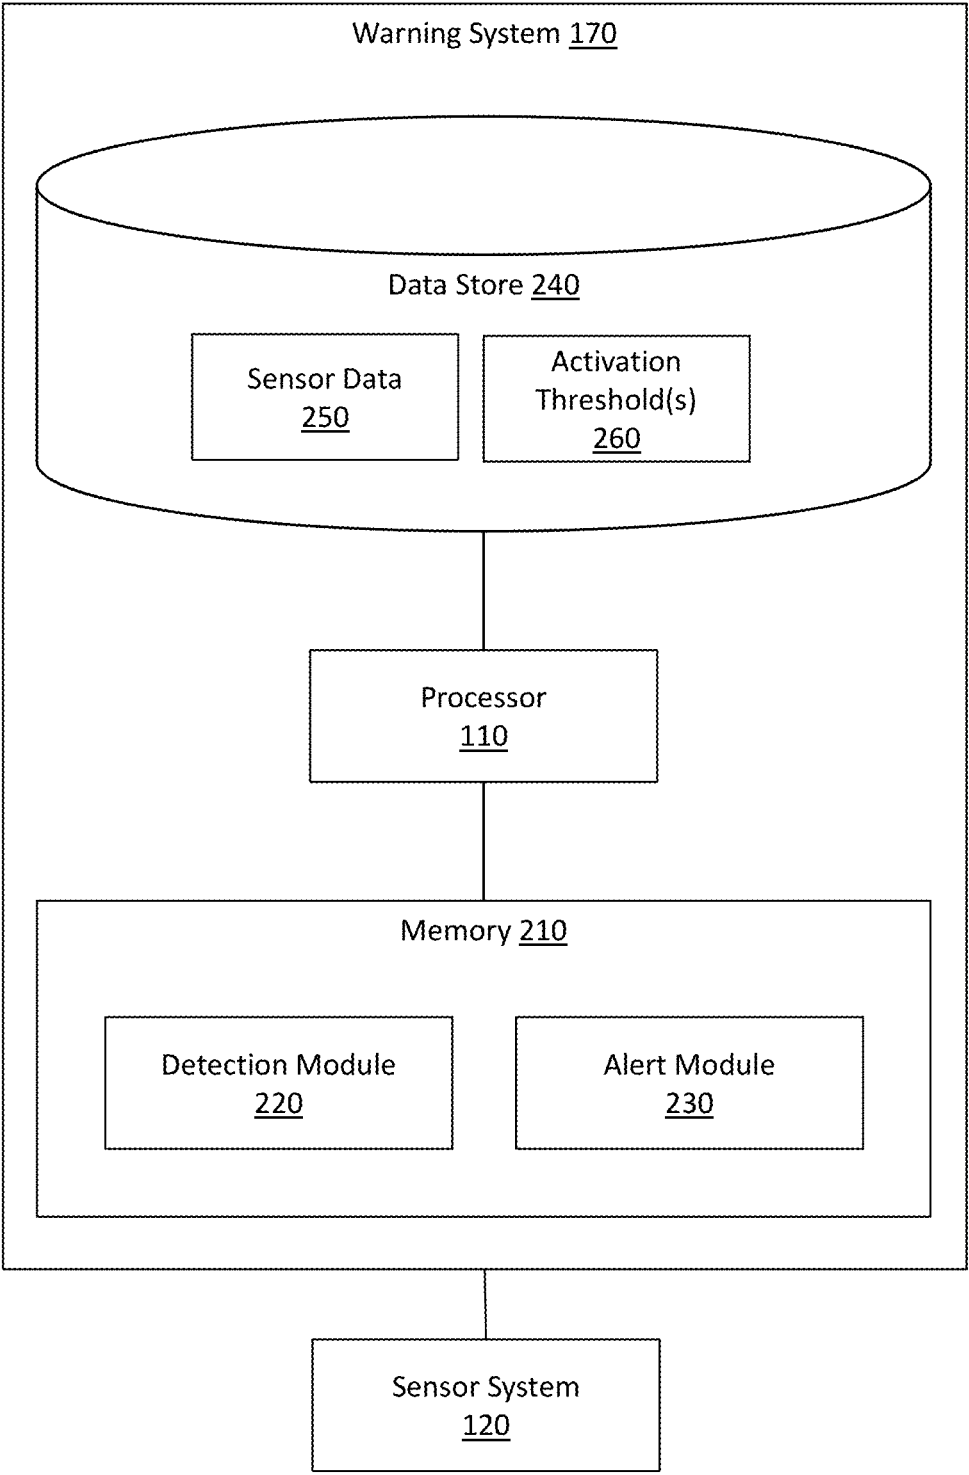 Warning System 170
Data Store 240
Sensor Data
250
Activation
Threshold(s)
260
Processor
110
Memory 210
Detection Module
220
Alert Module
230
Sensor System
120